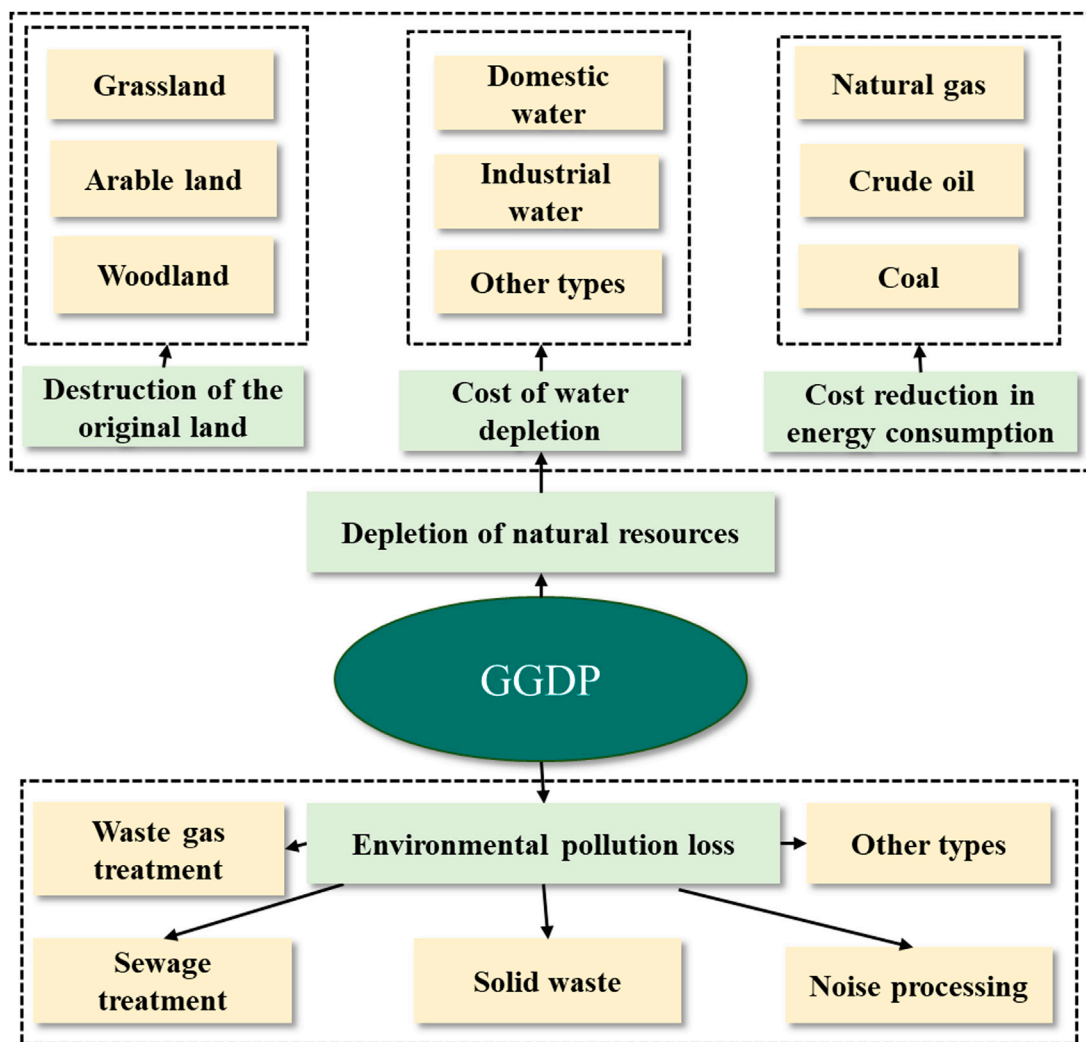 Grassland
Arable land
Woodland
Destruction of the
original land
Domestic
water
Industrial
water
Other types
Cost of water
depletion
Natural gas
Crude oil
Coal
Cost reduction in
energy consumption
Depletion of natural resources
GGDP
Environmental pollution loss
Waste gas
treatment
Other types
Sewage
treatment
Solid waste
Noise processing